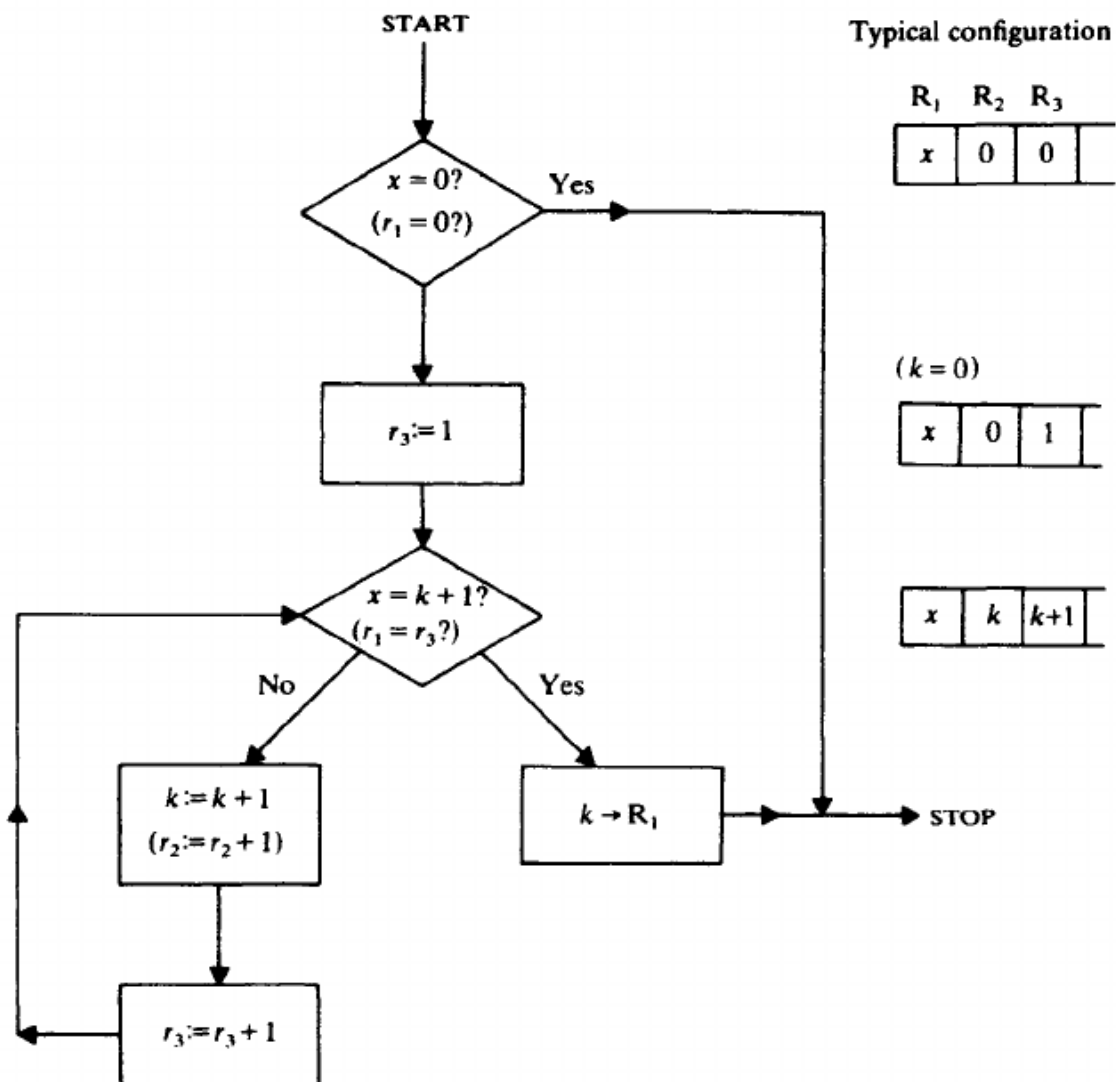 START
Typical configuration
R₁ R₂ R₃
x 0 0
x = 0?
(r₁ = 0?)
Yes
(k = 0)
x 0 1
r₃:= 1
x = k + 1?
(r₁ = r₃?)
x k k+1
No
Yes
k:= k + 1
(r₂:= r₂ + 1)
k → R₁
STOP
r₃:= r₃ + 1